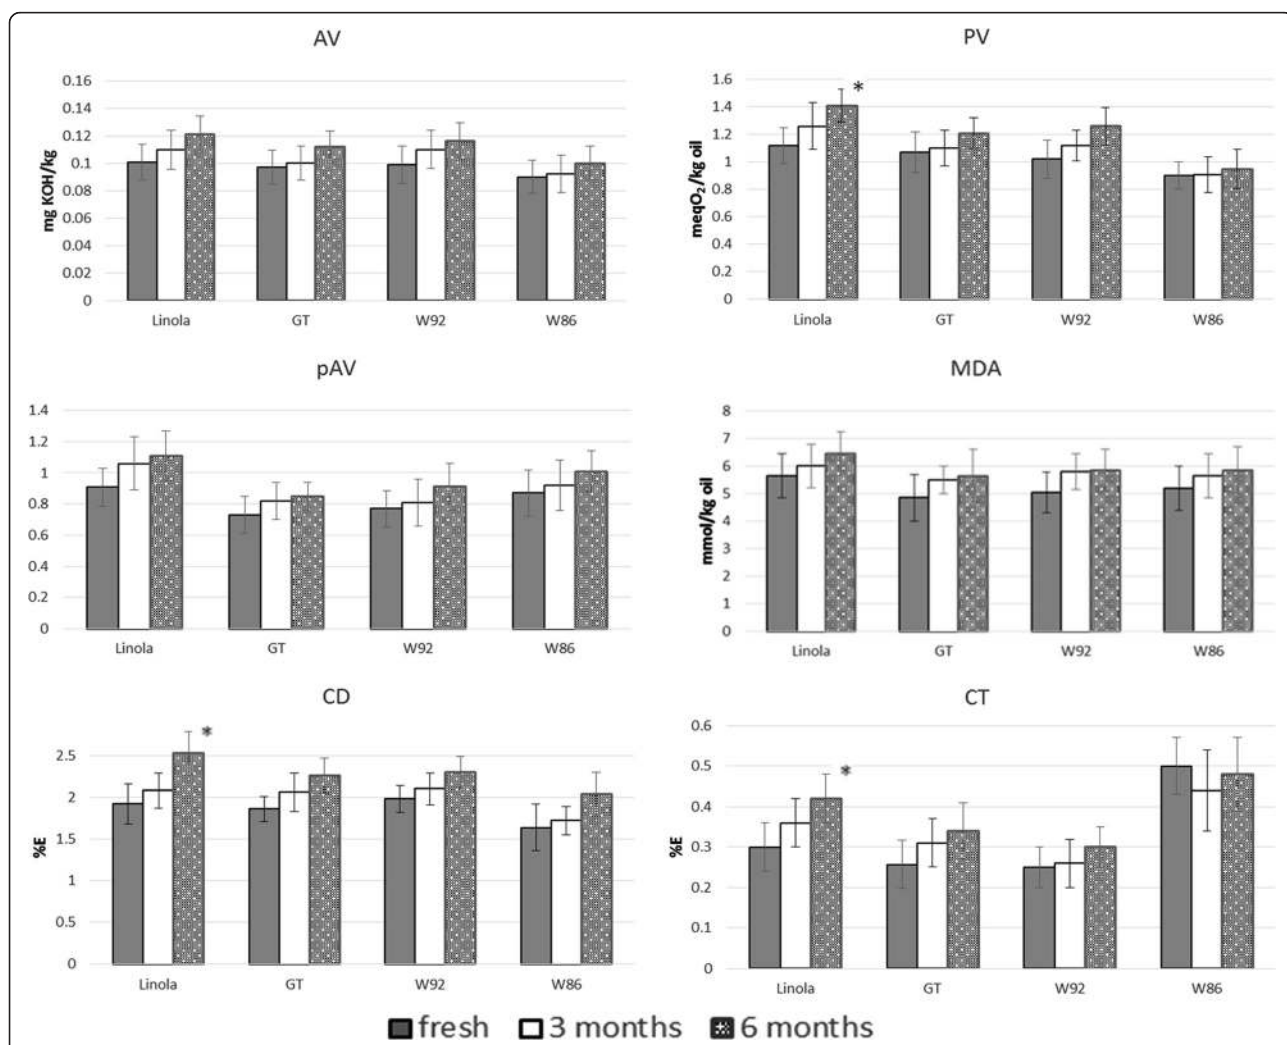 AV
mg KOH/kg
0.16
0.14
0.12
0.1
0.08
0.06
0.04
0.02
0
Linola GT W92 W86
PV
meqO₂/kg oil
1.6
1.4
1.2
1
0.8
0.6
0.4
0.2
0
*
Linola GT W92 W86
pAV
1.4
1.2
1
0.8
0.6
0.4
0.2
0
Linola GT W92 W86
MDA
mmol/kg oil
8
7
6
5
4
3
2
1
0
Linola GT W92 W86
CD
%E
2.5
2
1.5
1
0.5
0
*
Linola GT W92 W86
CT
%E
0.6
0.5
0.4
0.3
0.2
0.1
0
*
Linola GT W92 W86
fresh 3 months 6 months